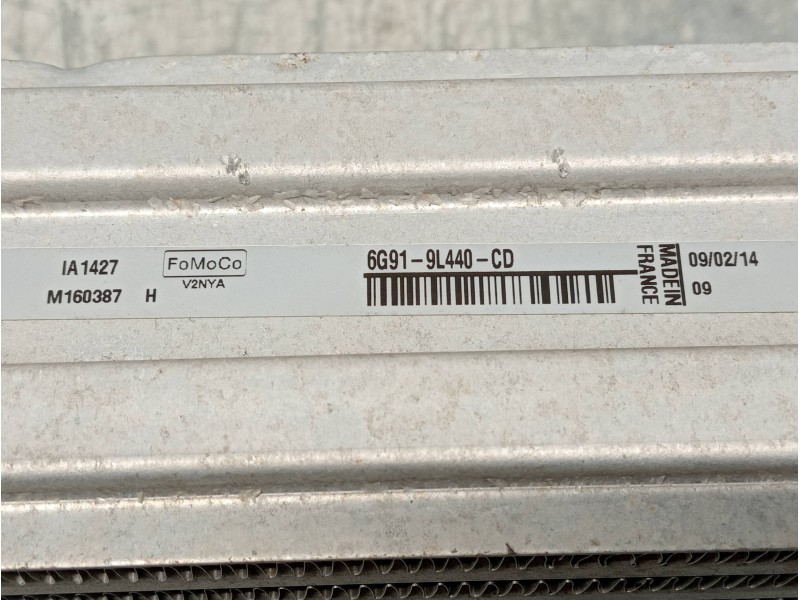 IA1427
M160387 H
FoMoCo
V2NYA
6G91-9L440-CD
MADE IN
FRANCE
09/02/14
09